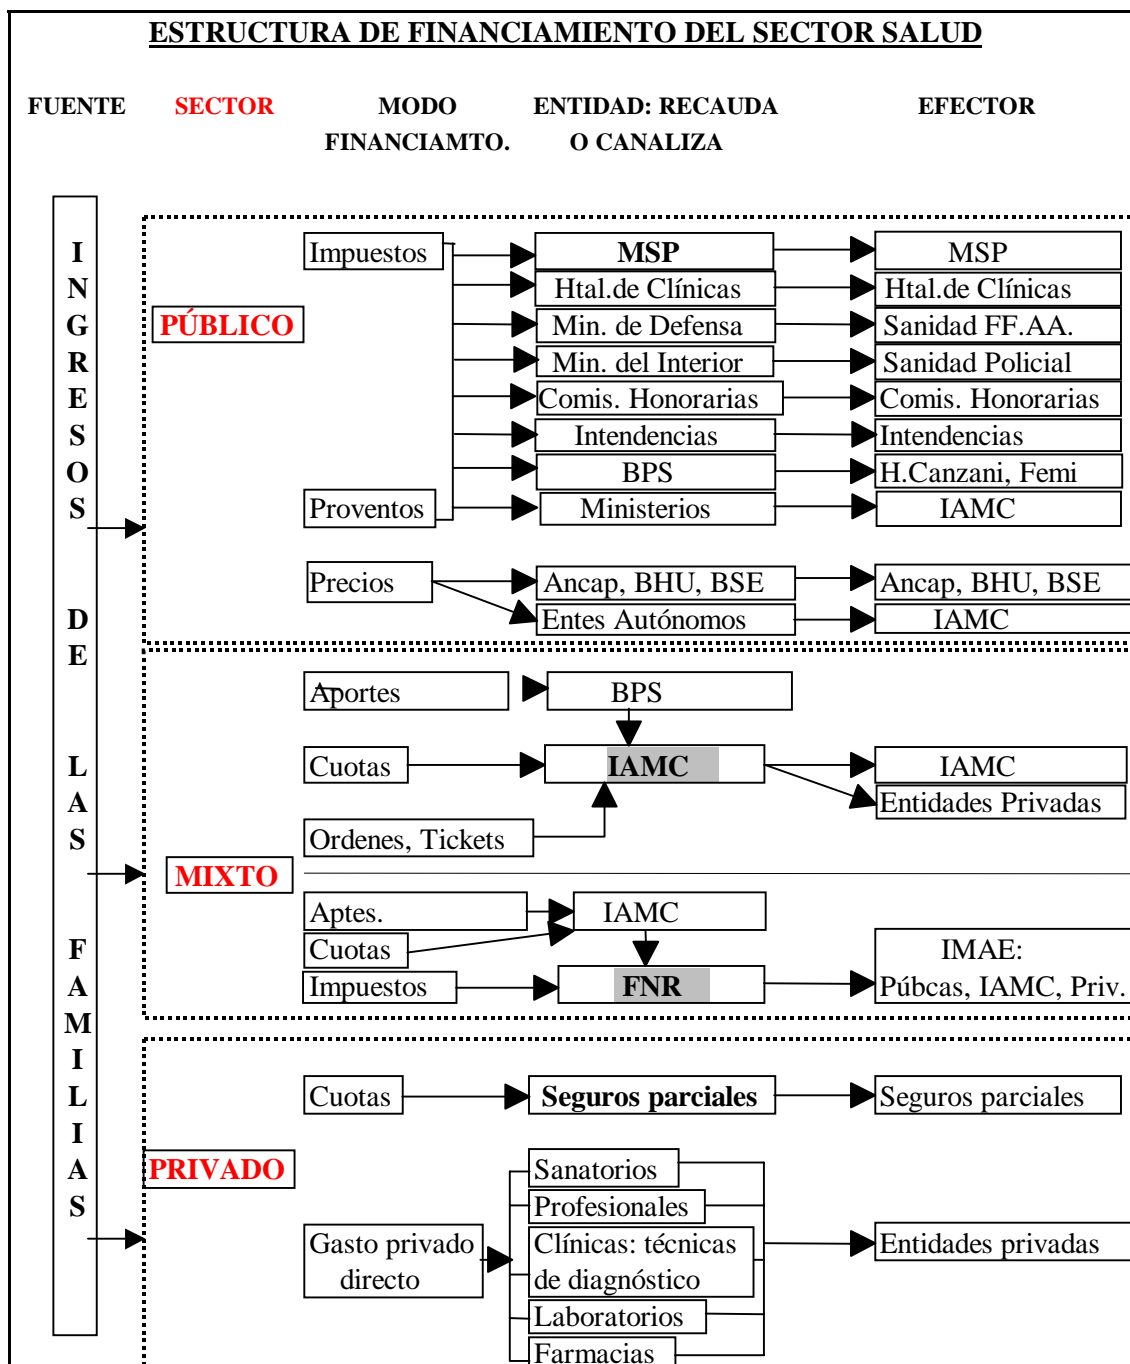 ESTRUCTURA DE FINANCIAMIENTO DEL SECTOR SALUD
FUENTE SECTOR MODO ENTIDAD: RECAUDA EFECTOR
FINANCIAMTO. O CANALIZA
INGRESOS DE LAS FAMILIAS
PÚBLICO
Impuestos MSP MSP
Htal.de Clínicas Htal.de Clínicas
Min. de Defensa Sanidad FF.AA.
Min. del Interior Sanidad Policial
Comis. Honorarias Comis. Honorarias
Intendencias Intendencias
BPS H.Canzani, Femi
Proventos Ministerios IAMC
Precios Ancap, BHU, BSE Ancap, BHU, BSE
Entes Autónomos IAMC
MIXTO
Aportes BPS
Cuotas IAMC IAMC
Entidades Privadas
Ordenes, Tickets
Aptes. IAMC
Cuotas IMAE:
Impuestos FNR Púbcas, IAMC, Priv.
PRIVADO
Cuotas Seguros parciales Seguros parciales
Sanatorios
Profesionales
Gasto privado Clínicas: técnicas Entidades privadas
directo de diagnóstico
Laboratorios
Farmacias